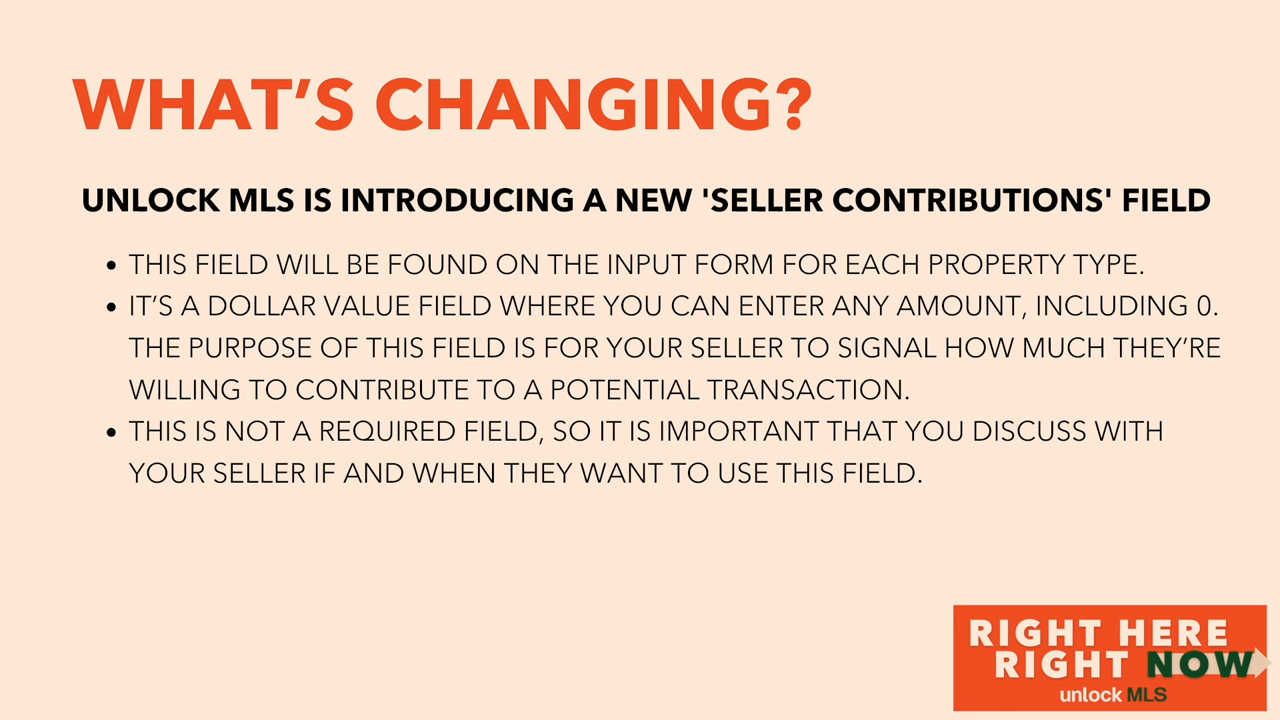 WHAT'S CHANGING?
UNLOCK MLS IS INTRODUCING A NEW 'SELLER CONTRIBUTIONS' FIELD
• THIS FIELD WILL BE FOUND ON THE INPUT FORM FOR EACH PROPERTY TYPE.
• IT'S A DOLLAR VALUE FIELD WHERE YOU CAN ENTER ANY AMOUNT, INCLUDING 0.
THE PURPOSE OF THIS FIELD IS FOR YOUR SELLER TO SIGNAL HOW MUCH THEY'RE
WILLING TO CONTRIBUTE TO A POTENTIAL TRANSACTION.
• THIS IS NOT A REQUIRED FIELD, SO IT IS IMPORTANT THAT YOU DISCUSS WITH
YOUR SELLER IF AND WHEN THEY WANT TO USE THIS FIELD.
RIGHT HERE
RIGHT NOW
unlock MLS